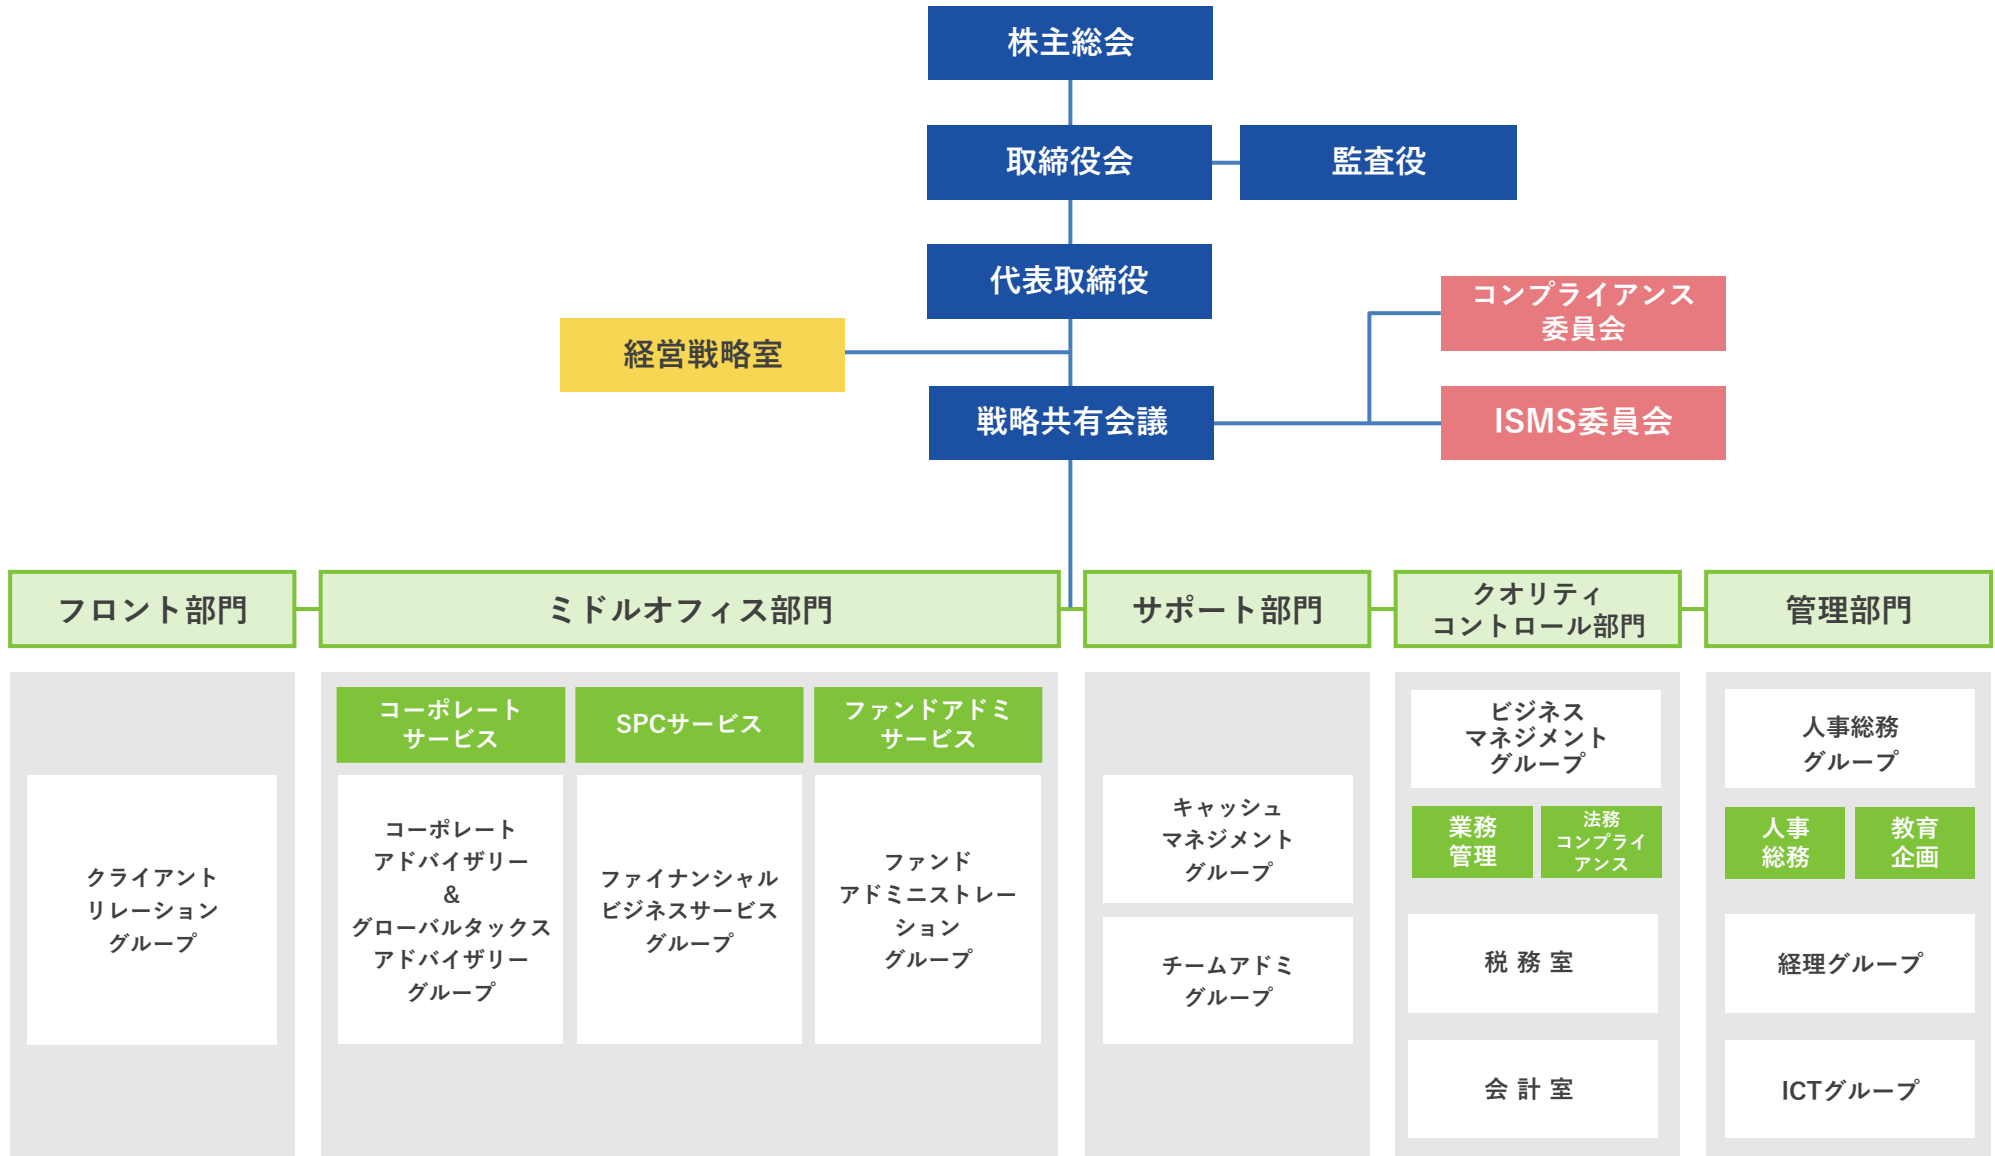 株主総会
取締役会
監査役
代表取締役
コンプライアンス
委員会
経営戦略室
戦略共有会議
ISMS委員会
フロント部門
ミドルオフィス部門
サポート部門
クオリティ
コントロール部門
管理部門
クライアント
リレーション
グループ
コーポレート
サービス
SPCサービス
ファンドアドミ
サービス
コーポレート
アドバイザリー
&
グローバルタックス
アドバイザリー
グループ
ファイナンシャル
ビジネスサービス
グループ
ファンド
アドミニストレー
ション
グループ
キャッシュ
マネジメント
グループ
チームアドミ
グループ
ビジネス
マネジメント
グループ
業務
管理
法務
コンプライ
アンス
税 務 室
会 計 室
人事総務
グループ
人事
総務
教育
企画
経理グループ
ICTグループ